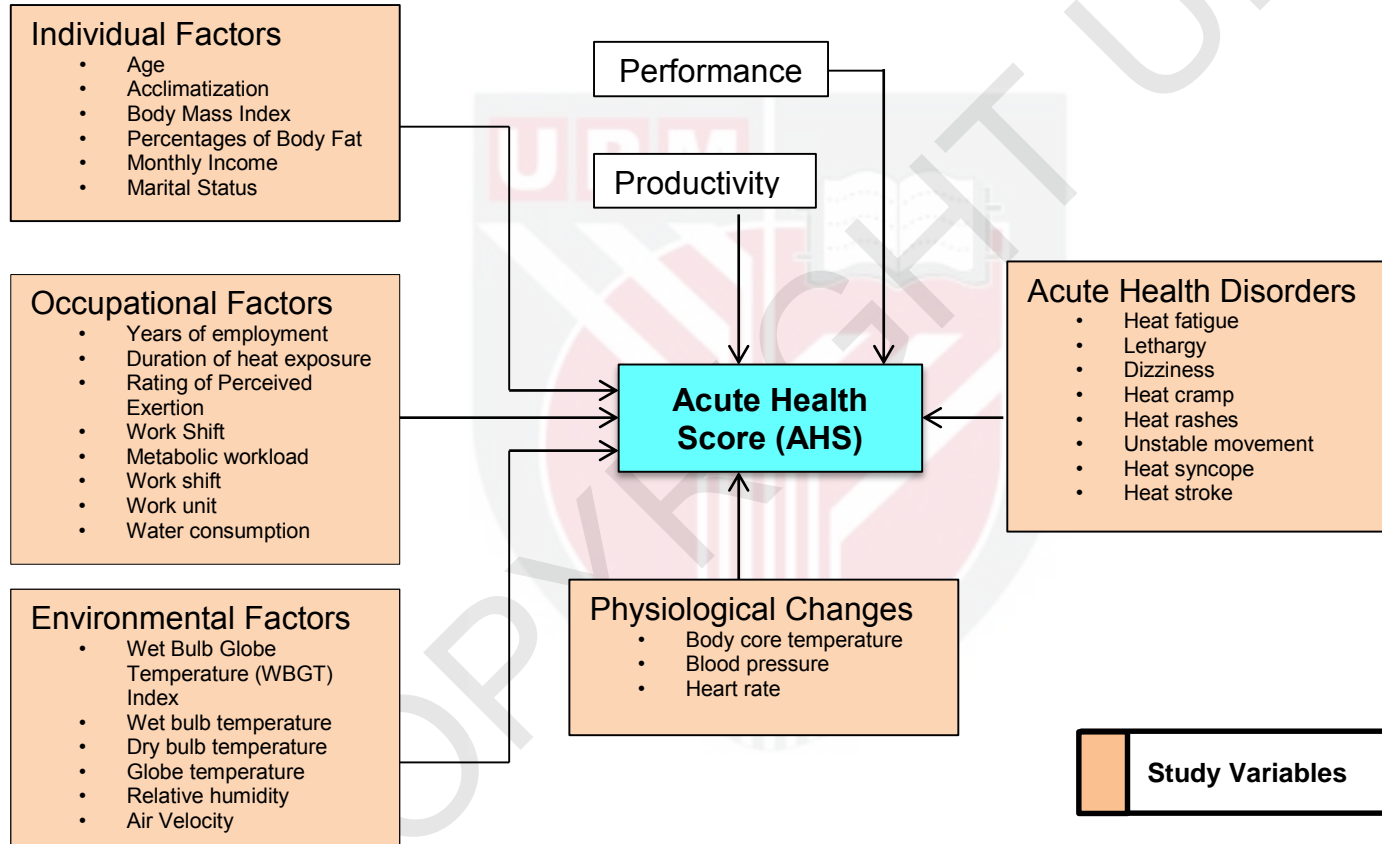 Individual Factors
• Age
• Acclimatization
• Body Mass Index
• Percentages of Body Fat
• Monthly Income
• Marital Status
Performance
Productivity
Occupational Factors
• Years of employment
• Duration of heat exposure
• Rating of Perceived
Exertion
• Work Shift
• Metabolic workload
• Work shift
• Work unit
• Water consumption
Acute Health
Score (AHS)
Acute Health Disorders
• Heat fatigue
• Lethargy
• Dizziness
• Heat cramp
• Heat rashes
• Unstable movement
• Heat syncope
• Heat stroke
Environmental Factors
• Wet Bulb Globe
Temperature (WBGT)
Index
• Wet bulb temperature
• Dry bulb temperature
• Globe temperature
• Relative humidity
• Air Velocity
Physiological Changes
• Body core temperature
• Blood pressure
• Heart rate
Study Variables
UPM
COPYRIGHT U